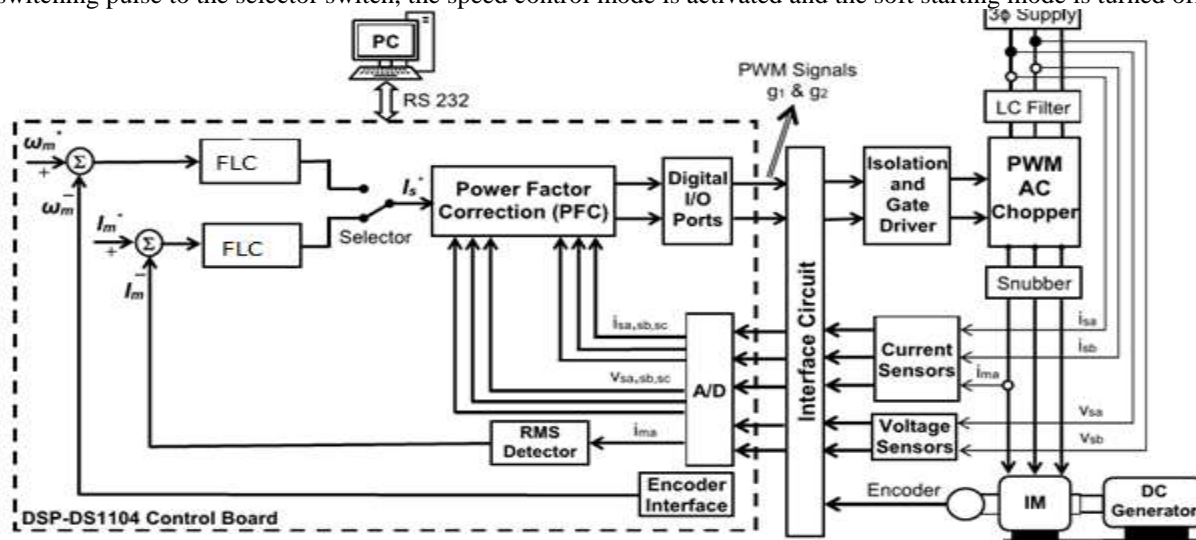 switching pulse to the selector switch, the speed control mode is activated and the soft starting mode is turned
3ϕ Supply
PC
RS 232
PWM Signals
g1 & g2
LC Filter
ωm*
+
Σ
−
ωm
FLC
Im*
+
Σ
−
Im
FLC
Selector
Is*
Power Factor
Correction (PFC)
Digital
I/O
Ports
Interface Circuit
Isolation
and
Gate
Driver
PWM
AC
Chopper
Snubber
isa,sb,sc
vsa,sb,sc
A/D
RMS
Detector
ima
Encoder
Interface
Current
Sensors
isa
isb
ima
Voltage
Sensors
vsa
vsb
Encoder
IM
DC
Generator
DSP-DS1104 Control Board